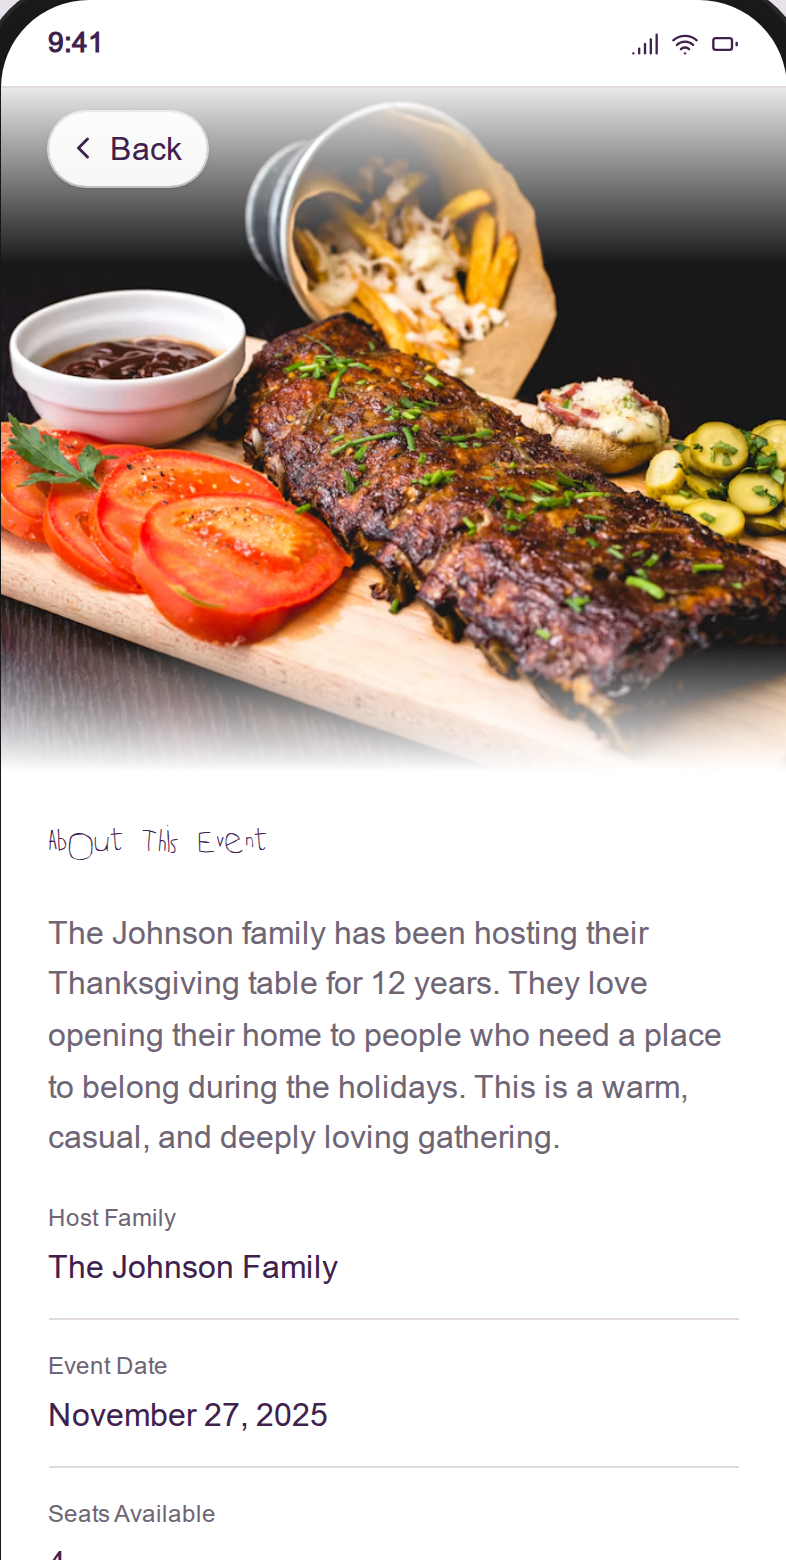 9:41
Back
About This Event
The Johnson family has been hosting their
Thanksgiving table for 12 years. They love
opening their home to people who need a place
to belong during the holidays. This is a warm,
casual, and deeply loving gathering.
Host Family
The Johnson Family
Event Date
November 27, 2025
Seats Available
4